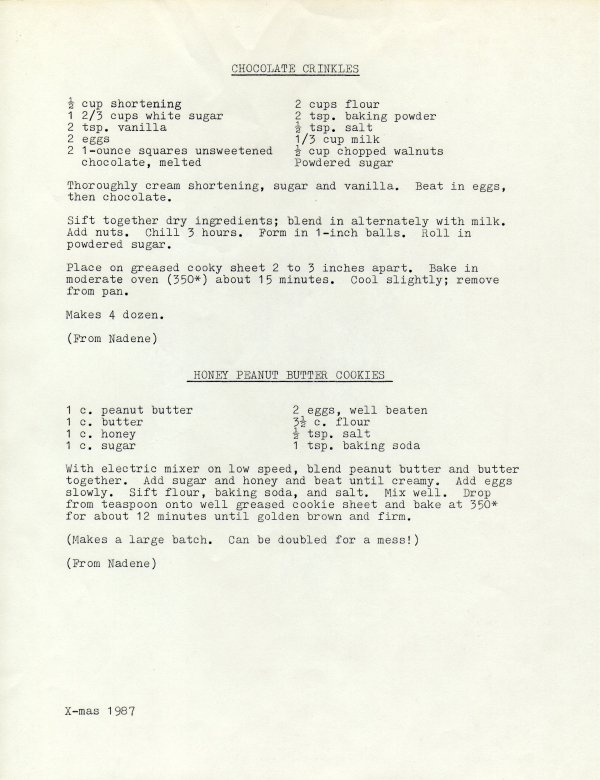 CHOCOLATE CRINKLES
½ cup shortening
1 2/3 cups white sugar
2 tsp. vanilla
2 eggs
2 1-ounce squares unsweetened
chocolate, melted
2 cups flour
2 tsp. baking powder
½ tsp. salt
1/3 cup milk
½ cup chopped walnuts
Powdered sugar
Thoroughly cream shortening, sugar and vanilla. Beat in eggs,
then chocolate.
Sift together dry ingredients; blend in alternately with milk.
Add nuts. Chill 3 hours. Form in 1-inch balls. Roll in
powdered sugar.
Place on greased cooky sheet 2 to 3 inches apart. Bake in
moderate oven (350*) about 15 minutes. Cool slightly; remove
from pan.
Makes 4 dozen.
(From Nadene)
HONEY PEANUT BUTTER COOKIES
1 c. peanut butter
1 c. butter
1 c. honey
1 c. sugar
2 eggs, well beaten
3½ c. flour
½ tsp. salt
1 tsp. baking soda
With electric mixer on low speed, blend peanut butter and butter
together. Add sugar and honey and beat until creamy. Add eggs
slowly. Sift flour, baking soda, and salt. Mix well. Drop
from teaspoon onto well greased cookie sheet and bake at 350*
for about 12 minutes until golden brown and firm.
(Makes a large batch. Can be doubled for a mess!)
(From Nadene)
X-mas 1987